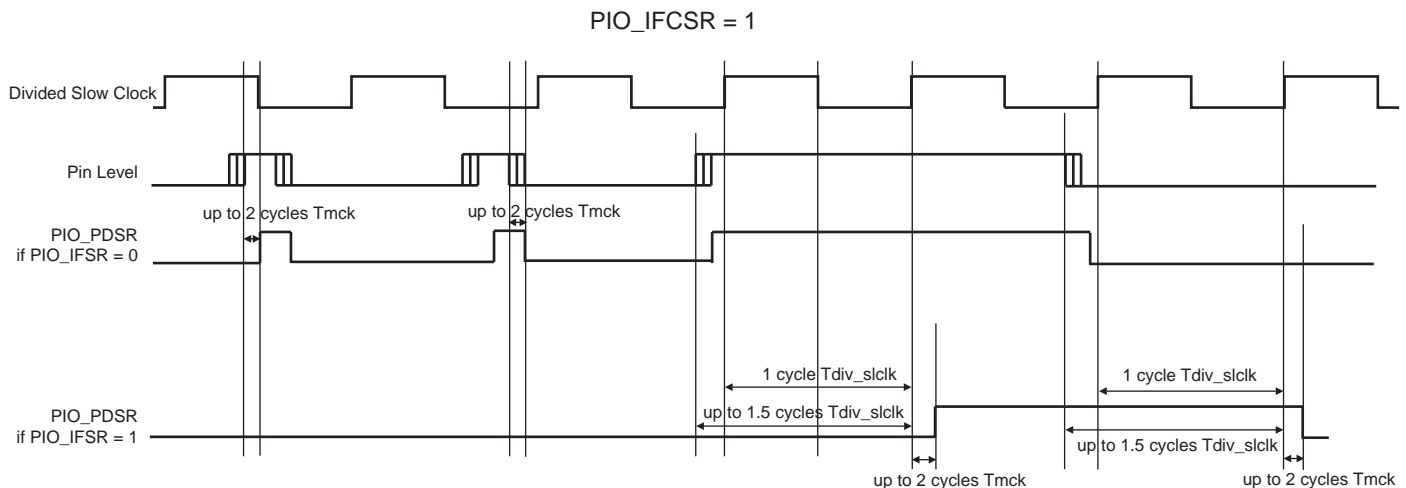 PIO_IFCSR = 1
Divided Slow Clock
Pin Level
up to 2 cycles Tmck
up to 2 cycles Tmck
PIO_PDSR
if PIO_IFSR = 0
1 cycle Tdiv_slclk
1 cycle Tdiv_slclk
PIO_PDSR
if PIO_IFSR = 1
up to 1.5 cycles Tdiv_slclk
up to 1.5 cycles Tdiv_slclk
up to 2 cycles Tmck
up to 2 cycles Tmck